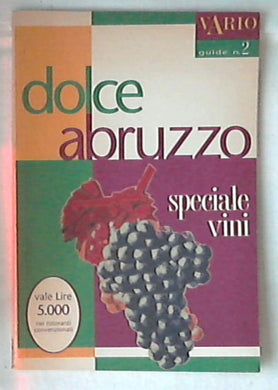 VARIO
guide n.2
dolce
abruzzo
speciale
vini
vale Lire
5.000
nei ristoranti
convenzionati